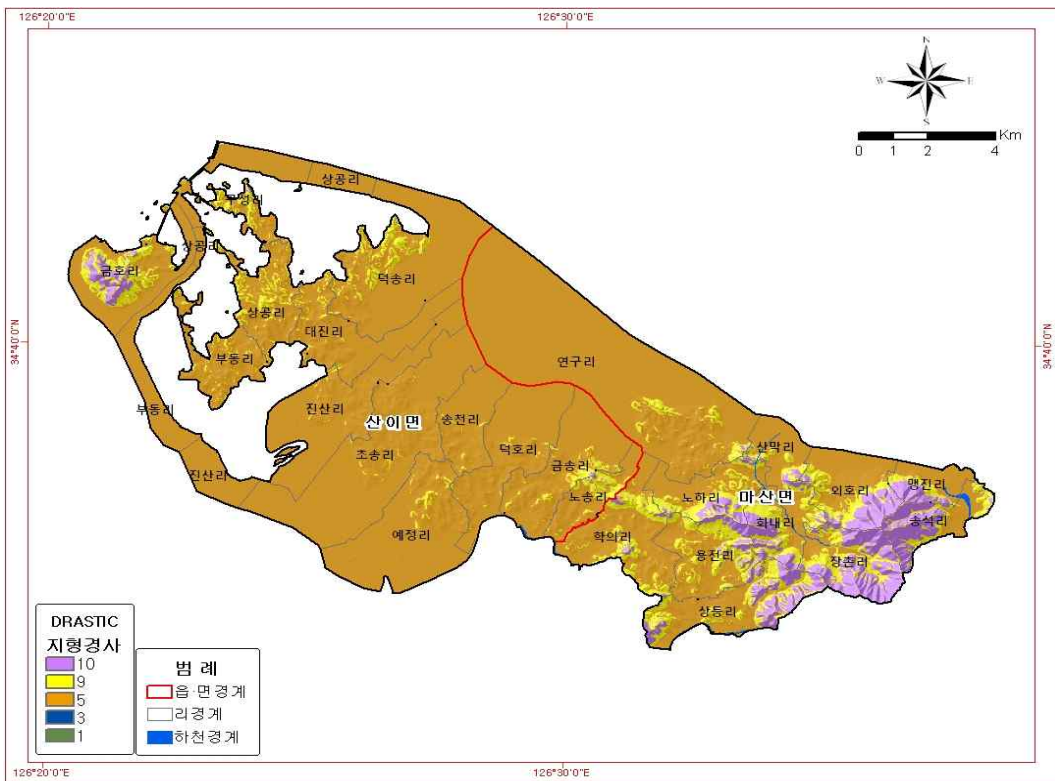 126°20'0"E
126°30'0"E
N
W
E
S
Km
0 1 2 4
34°40'0"N
34°40'0"N
상공리
구성리
상공리
금호리
덕송리
상공리
대진리
부동리
연구리
부동리
진산리
산이면
송천리
초송리
덕호리
금송리
산막리
진산리
노송리
노하리
마산면
외호리
맹진리
화내리
송석리
예정리
학의리
용전리
장촌리
상등리
DRASTIC
지형경사
10
9
5
3
1
범 례
읍·면경계
리경계
하천경계
126°20'0"E
126°30'0"E